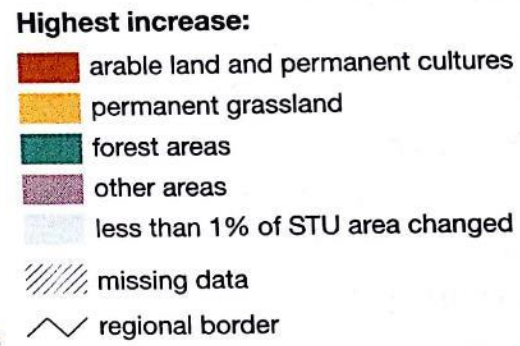 Highest increase:
arable land and permanent cultures
permanent grassland
forest areas
other areas
less than 1% of STU area changed
missing data
regional border